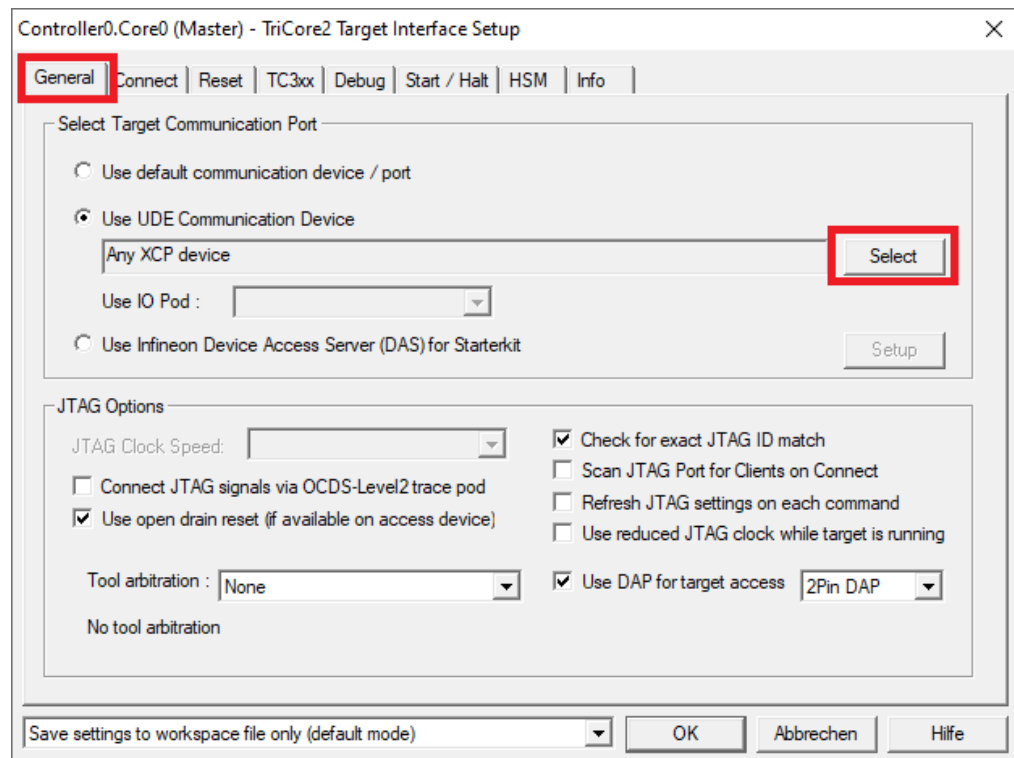 Controller0.Core0 (Master) - TriCore2 Target Interface Setup
General Connect Reset TC3xx Debug Start / Halt HSM Info
Select Target Communication Port
Use default communication device / port
Use UDE Communication Device
Any XCP device Select
Use IO Pod :
Use Infineon Device Access Server (DAS) for Starterkit Setup
JTAG Options
JTAG Clock Speed:
Connect JTAG signals via OCDS-Level2 trace pod
Use open drain reset (if available on access device)
Check for exact JTAG ID match
Scan JTAG Port for Clients on Connect
Refresh JTAG settings on each command
Use reduced JTAG clock while target is running
Tool arbitration : None
Use DAP for target access 2Pin DAP
No tool arbitration
Save settings to workspace file only (default mode) OK Abbrechen Hilfe